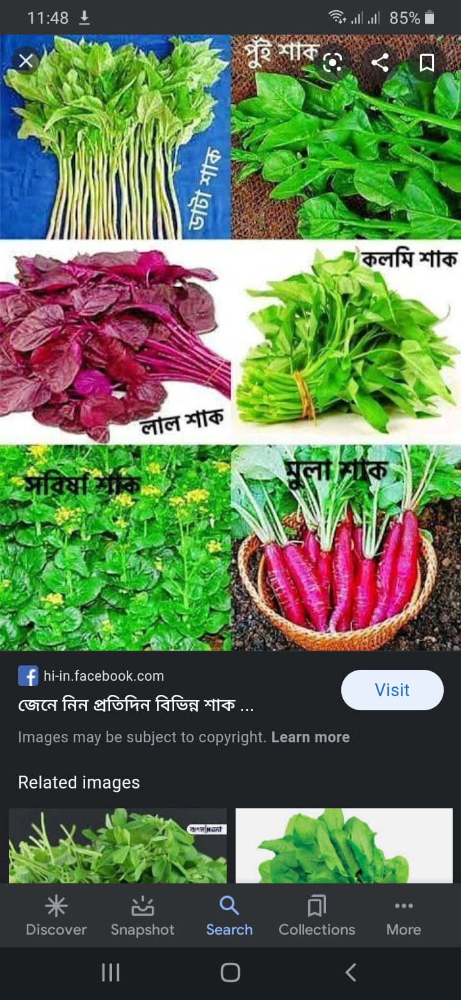 11:48
85%
পুঁই শাক
ডাটা শাক
কলমি শাক
লাল শাক
সরিষা শাক
মুলা শাক
hi-in.facebook.com
জেনে নিন প্রতিদিন বিভিন্ন শাক ...
Visit
Images may be subject to copyright. Learn more
Related images
বাংলাHunt
Discover Snapshot Search Collections More